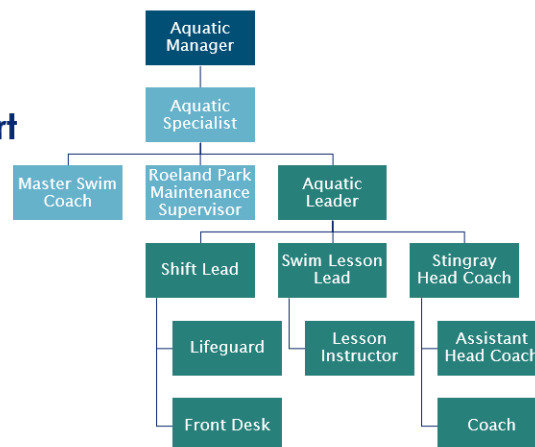 Aquatic
Manager
Aquatic
Specialist
rt
Master Swim
Coach
Roeland Park
Maintenance
Supervisor
Aquatic
Leader
Shift Lead
Swim Lesson
Lead
Stingray
Head Coach
Lifeguard
Lesson
Instructor
Assistant
Head Coach
Front Desk
Coach